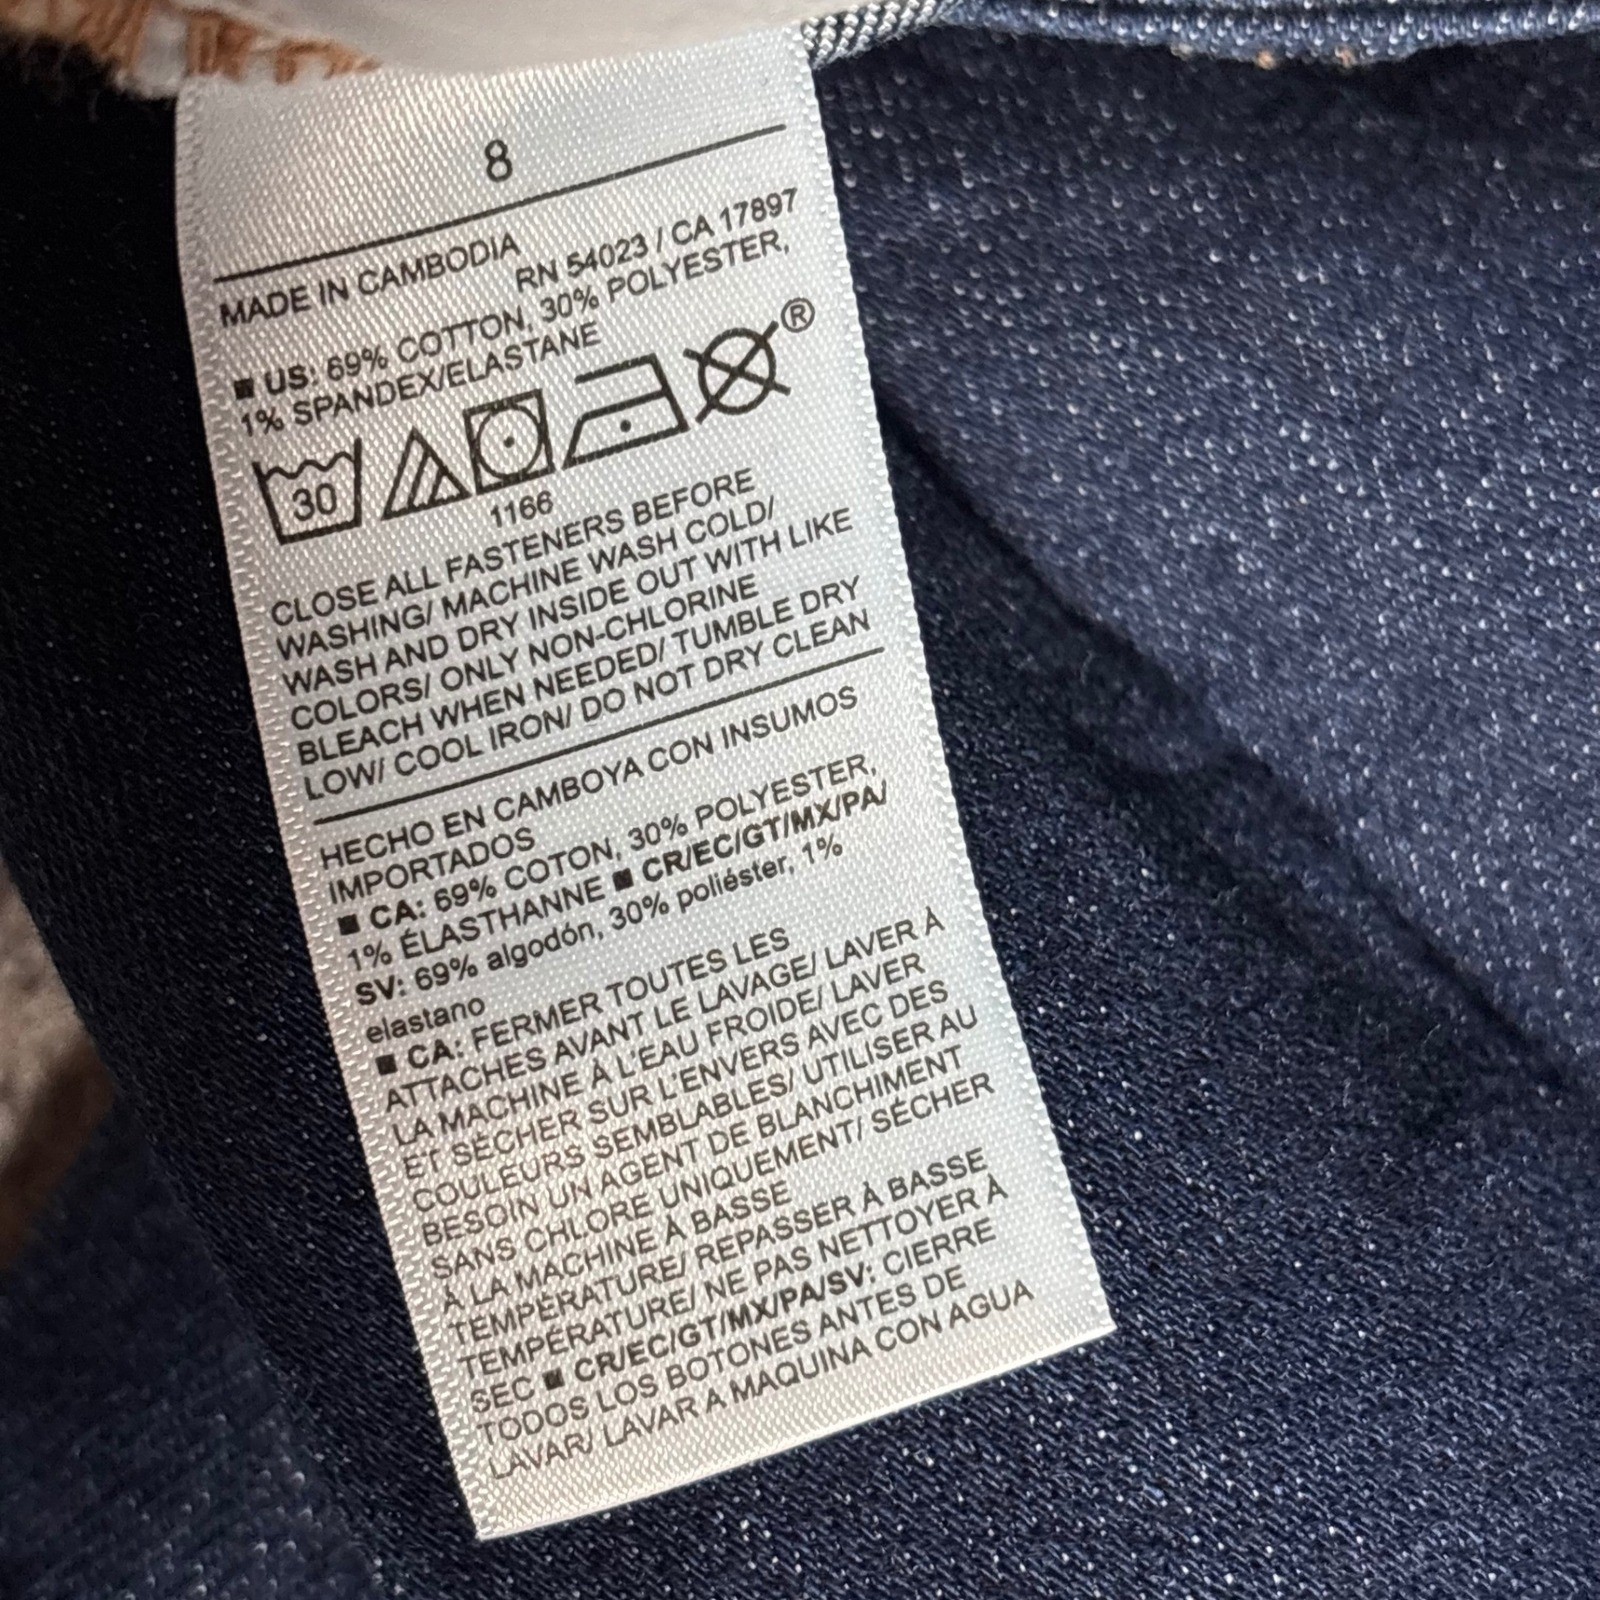 8
MADE IN CAMBODIA
RN 54023 / CA 17897
■ US: 69% COTTON, 30% POLYESTER,
1% SPANDEX/ELASTANE
30
®
1166
CLOSE ALL FASTENERS BEFORE
WASHING/ MACHINE WASH COLD/
WASH AND DRY INSIDE OUT WITH LIKE
COLORS/ ONLY NON-CHLORINE
BLEACH WHEN NEEDED/ TUMBLE DRY
LOW/ COOL IRON/ DO NOT DRY CLEAN
HECHO EN CAMBOYA CON INSUMOS
IMPORTADOS
■ CA: 69% COTON, 30% POLYESTER,
1% ÉLASTHANNE ■ CR/EC/GT/MX/PA/
SV: 69% algodón, 30% poliéster, 1%
elastano
■ CA: FERMER TOUTES LES
ATTACHES AVANT LE LAVAGE/ LAVER À
LA MACHINE À L'EAU FROIDE/ LAVER
ET SÉCHER SUR L'ENVERS AVEC DES
COULEURS SEMBLABLES/ UTILISER AU
BESOIN UN AGENT DE BLANCHIMENT
SANS CHLORE UNIQUEMENT/ SÉCHER
À LA MACHINE À BASSE
TEMPÉRATURE/ REPASSER À BASSE
TEMPÉRATURE/ NE PAS NETTOYER À
SEC ■ CR/EC/GT/MX/PA/SV: CIERRE
TODOS LOS BOTONES ANTES DE
LAVAR/ LAVAR A MAQUINA CON AGUA